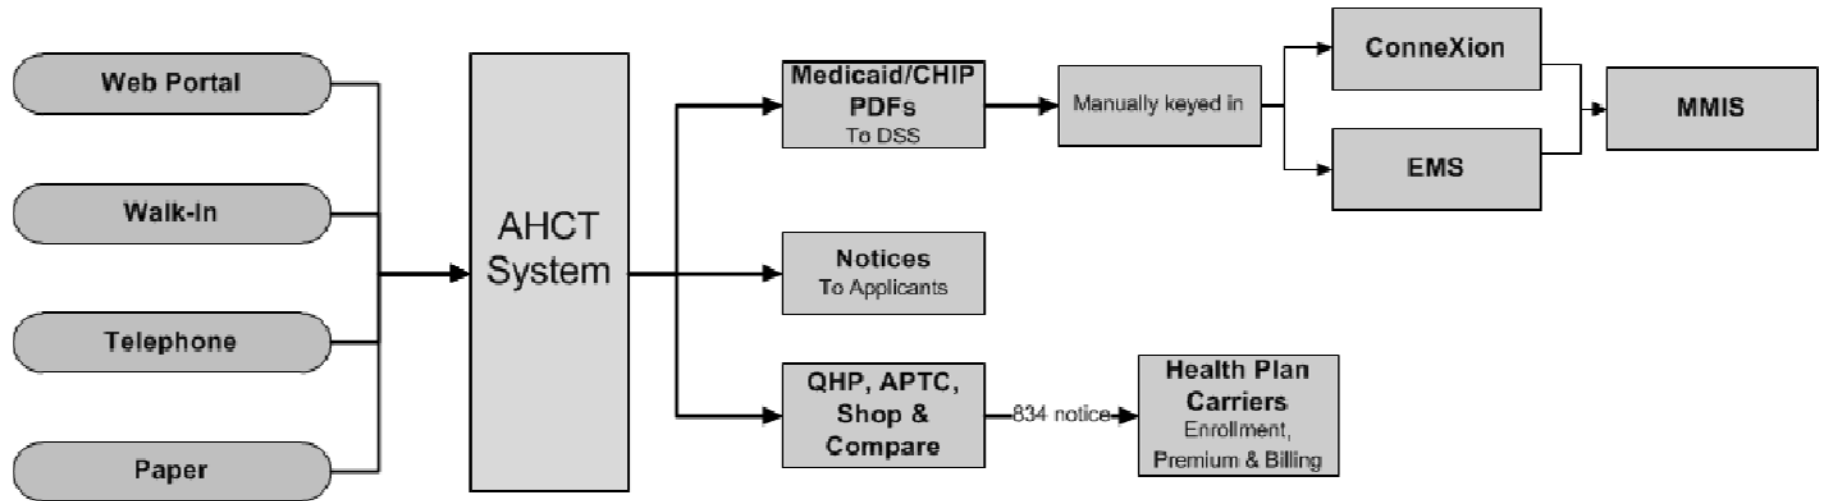 Web Portal
Walk-In
Telephone
Paper
AHCT
System
Medicaid/CHIP
PDFs
To DSS
Manually keyed in
ConneXion
EMS
MMIS
Notices
To Applicants
QHP, APTC,
Shop &
Compare
834 notice
Health Plan
Carriers
Enrollment,
Premium & Billing